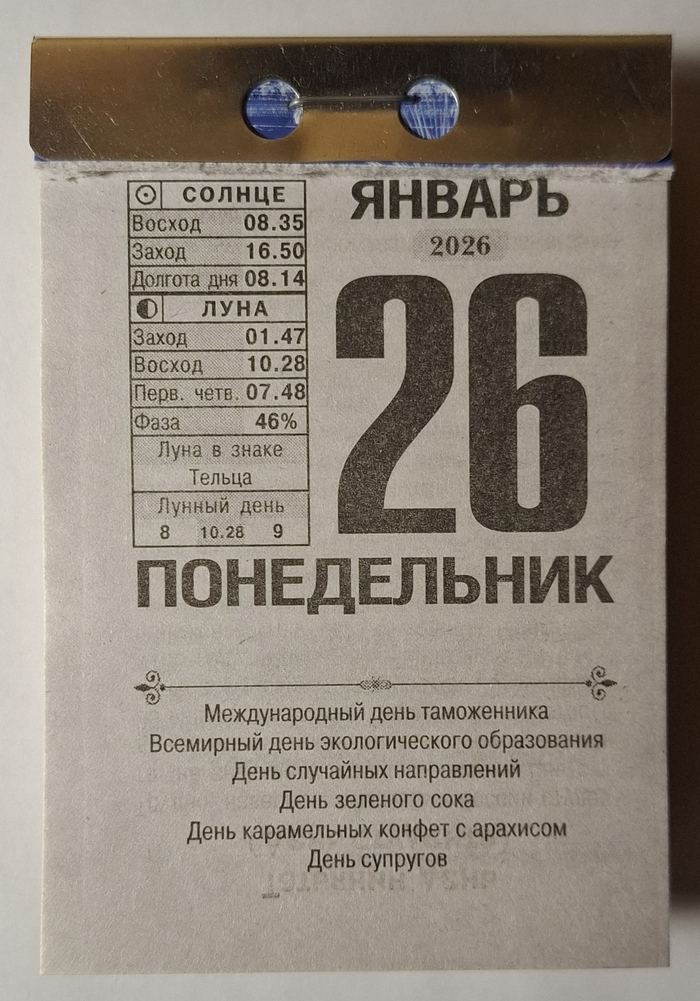 СОЛНЦЕ
Восход 08.35
Заход 16.50
Долгота дня 08.14
ЛУНА
Заход 01.47
Восход 10.28
Перв. четв. 07.48
Фаза 46%
Луна в знаке
Тельца
Лунный день
8 10.28 9
ЯНВАРЬ
2026
26
ПОНЕДЕЛЬНИК
Международный день таможенника
Всемирный день экологического образования
День случайных направлений
День зеленого сока
День карамельных конфет с арахисом
День супругов